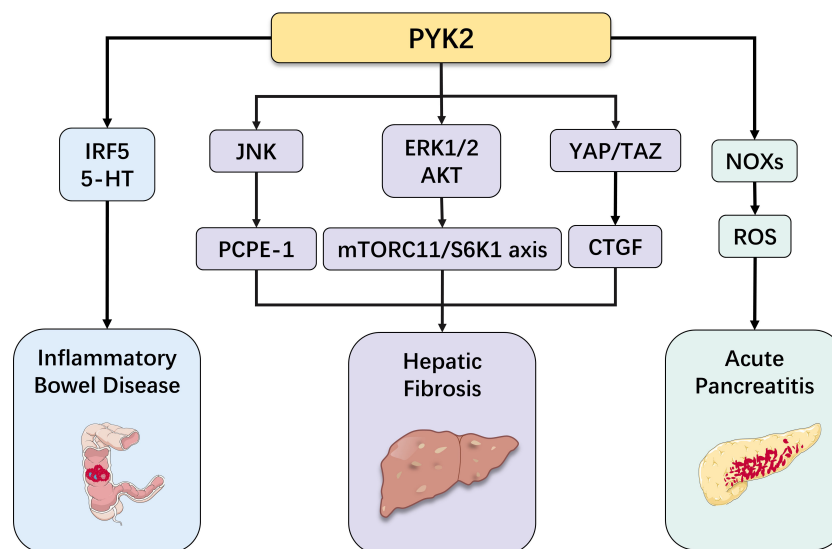 PYK2
IRF5
5-HT
JNK
ERK1/2
AKT
YAP/TAZ
NOXs
PCPE-1
mTORC11/S6K1 axis
CTGF
ROS
Inflammatory
Bowel Disease
Hepatic
Fibrosis
Acute
Pancreatitis